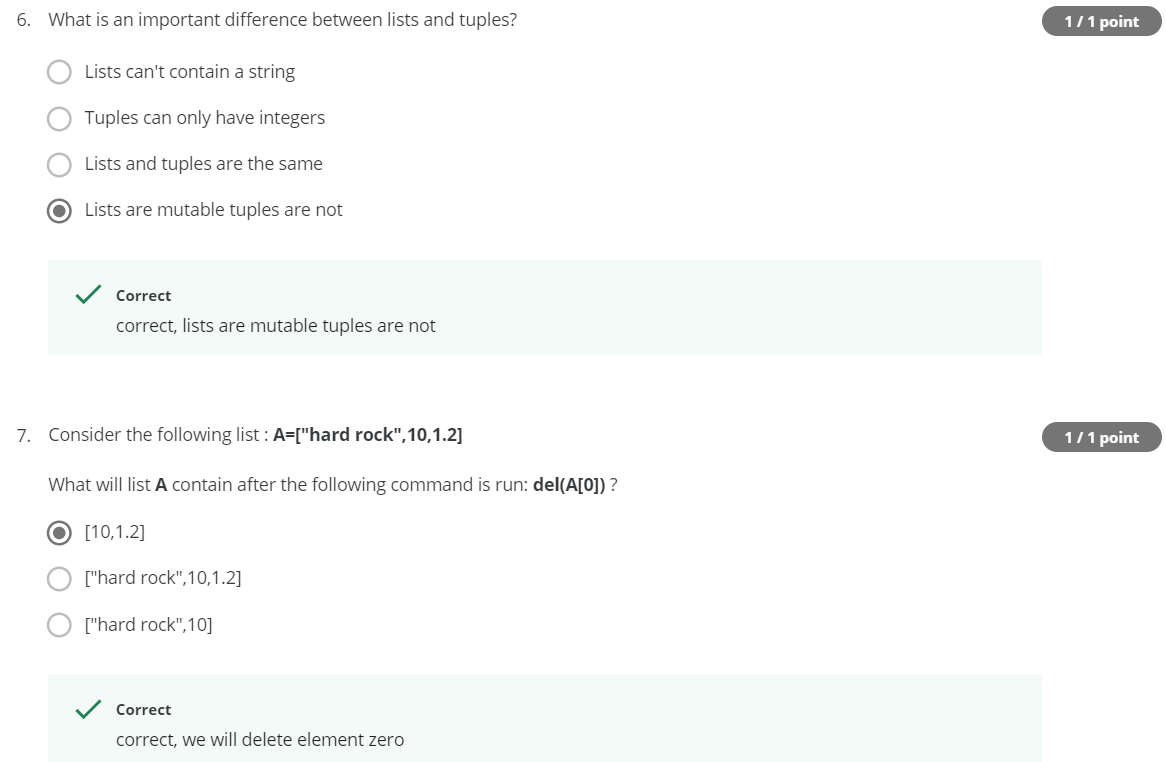 6. What is an important difference between lists and tuples?
1 / 1 point
Lists can't contain a string
Tuples can only have integers
Lists and tuples are the same
Lists are mutable tuples are not
Correct
correct, lists are mutable tuples are not
7. Consider the following list : A=["hard rock",10,1.2]
1 / 1 point
What will list A contain after the following command is run: del(A[0]) ?
[10,1.2]
["hard rock",10,1.2]
["hard rock",10]
Correct
correct, we will delete element zero